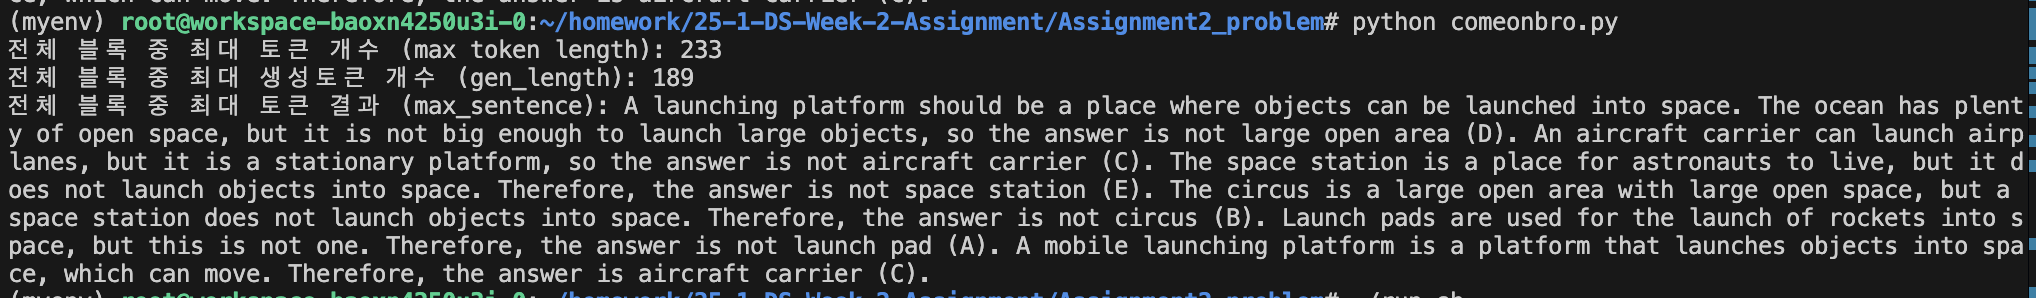 ce, which can move. Therefore, the answer is aircraft carrier (C).
(myenv) root@workspace-baoxn4250u3i-0:~/homework/25-1-DS-Week-2-Assignment/Assignment2_problem# python comeonbro.py
전체 블록 중 최대 토큰 개수 (max token length): 233
전체 블록 중 최대 생성토큰 개수 (gen_length): 189
전체 블록 중 최대 토큰 결과 (max_sentence): A launching platform should be a place where objects can be launched into space. The ocean has plent
y of open space, but it is not big enough to launch large objects, so the answer is not large open area (D). An aircraft carrier can launch airp
lanes, but it is a stationary platform, so the answer is not aircraft carrier (C). The space station is a place for astronauts to live, but it d
oes not launch objects into space. Therefore, the answer is not space station (E). The circus is a large open area with large open space, but a
space station does not launch objects into space. Therefore, the answer is not circus (B). Launch pads are used for the launch of rockets into s
pace, but this is not one. Therefore, the answer is not launch pad (A). A mobile launching platform is a platform that launches objects into spa
ce, which can move. Therefore, the answer is aircraft carrier (C).
(myenv) root@workspace-baoxn4250u3i-0:~/homework/25-1-DS-Week-2-Assignment/Assignment2_problem#